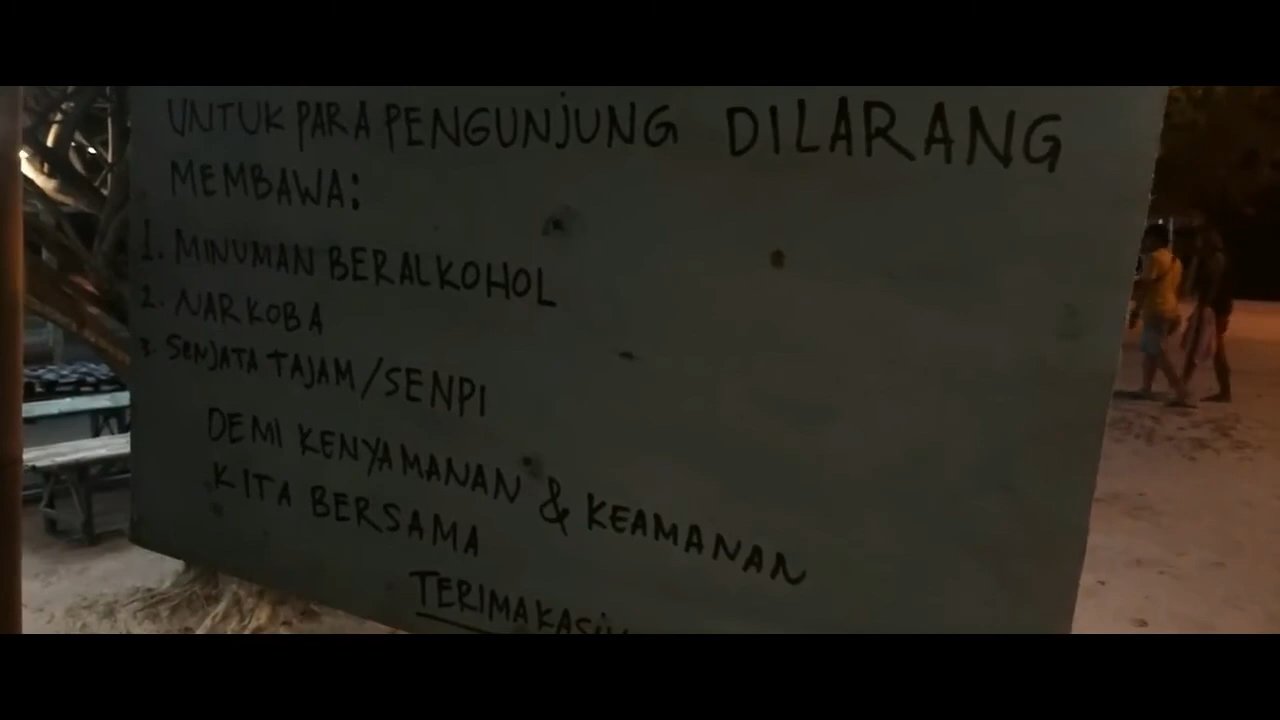 UNTUK PARA PENGUNJUNG DILARANG
MEMBAWA:
1. MINUMAN BERALKOHOL
2. NARKOBA
3. SENJATA TAJAM/SENPI
DEMI KENYAMANAN & KEAMANAN
KITA BERSAMA
TERIMAKASIH